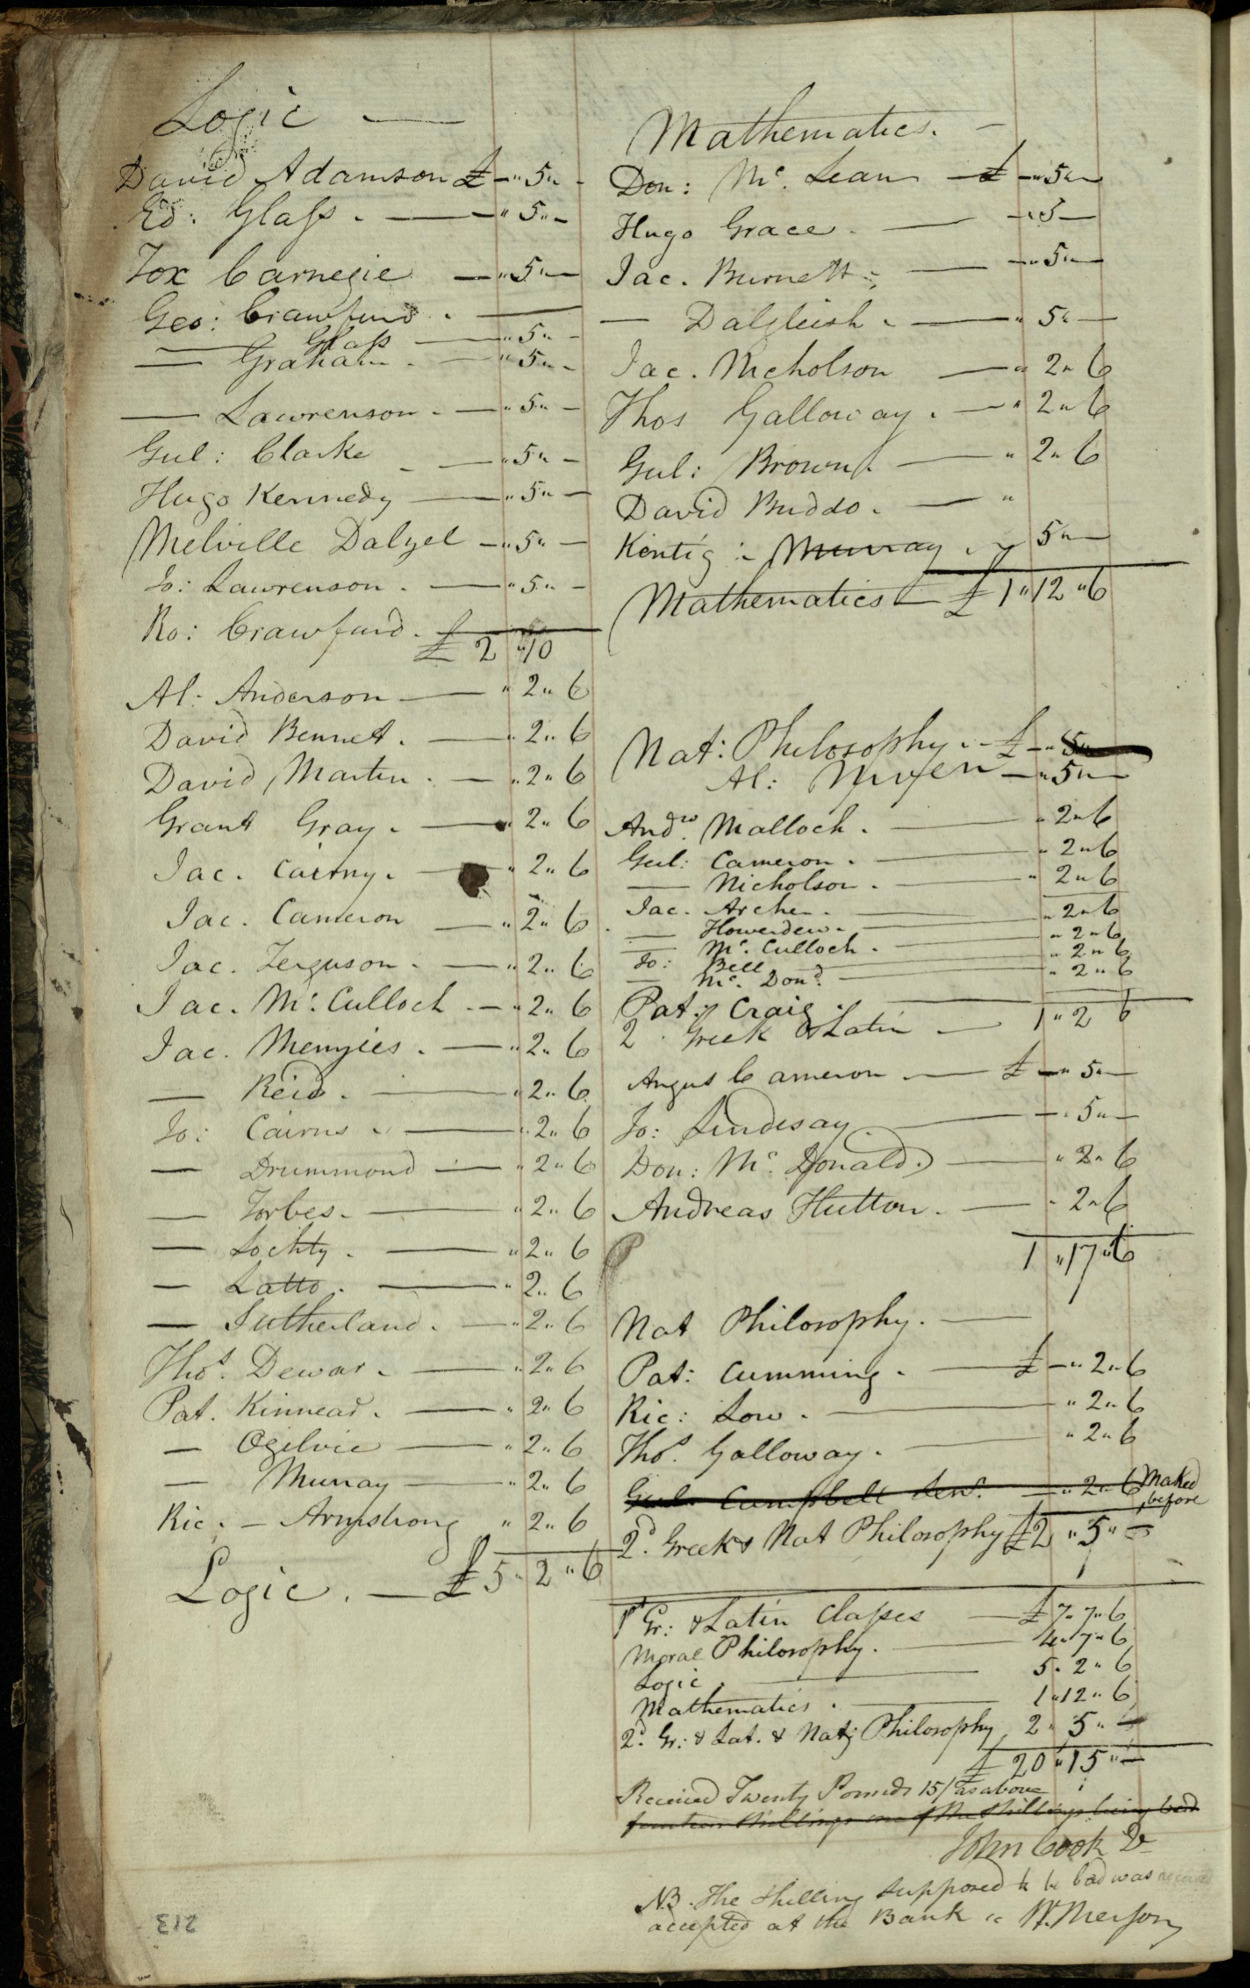 Logic —
David Adamson £ - " 5 " -
Ed: Glass . — - " 5 " -
Fox Carnegie — - " 5 " -
Geo: Crawfurd . —
— Glass — " 5 " -
— Graham . — " 5 " -
— Lawrenson . — " 5 " -
Gul: Clarke — " 5 " -
Hugo Kennedy — " 5 " -
Melville Dalzel — " 5 " -
Jo: Lawrenson . — " 5 " -
Ro: Crawfurd .
£ 2 " 10
Al: Anderson — " 2 " 6
David Bennet . — " 2 " 6
David Martin . — " 2 " 6
Grant Gray . — " 2 " 6
Jac . Cairny . — " 2 " 6
Jac . Cameron — " 2 " 6
Jac . Ferguson . — " 2 " 6
Jac . Mc. Culloch . — " 2 " 6
Jac . Menzies . — " 2 " 6
— Reid . — " 2 " 6
Jo: Cairns . — " 2 " 6
— Drummond — " 2 " 6
— Forbes . — " 2 " 6
— Lochty . — " 2 " 6
— Latto . — " 2 " 6
— Sutherland . — " 2 " 6
Thos. Dewar . — " 2 " 6
Pat. Kinnear . — " 2 " 6
— Ogilvie — " 2 " 6
— Murray — " 2 " 6
Ric . — Armstrong " 2 " 6
Logic . — £ 5 " 2 " 6
Mathematics . —
Don: Mc. Lean — £ - " 5 " -
Hugo Grace . — - " 5 -
Jac . Burnett — - " 5 " -
— Dalgleish . — " 5 " -
Jac . Nicholson — " 2 " 6
Thos Galloway . — " 2 " 6
Gul: Brown . — " 2 " 6
David Buddo . — "
Kentig: Murray . 5 " -
Mathematics — £ 1 " 12 " 6
Nat: Philosophy . £ - " 5 " -
Al: Niven — - " 5 " -
Andw. Malloch . — " 2 " 6
Gul: Cameron . — " 2 " 6
— Nicholson . — " 2 " 6
Jac . Archer . — " 2 " 6
— Howerdew . — " 2 " 6
— Mc. Culloch . — " 2 " 6
Jo: Bell — " 2 " 6
— Mc. Dond. —
Pat: Craig . —
2 . Greek & Latin — 1 " 2 6
Angus Cameron — £ - " 5 " -
Jo: Lindesay . — - " 5 " -
Don: Mc. Donald . — " 2 " 6
Andreas Hutton . — " 2 " 6
1 " 17 " 6
Nat Philosophy . —
Pat: Cumming . — £ - " 2 " 6
Ric: Low . — " 2 " 6
Thos. Galloway . — " 2 " 6
Gul. Campbell Senr. — " 2 " 6 Marked before
2d. Greek & Nat Philosophy £2 " 5 " -
1st Gr: & Latin Classes — £ 7 " 7 " 6
Moral Philosophy . — 4 " 7 " 6
Logic — 5 " 2 " 6
Mathematics . — 1 " 12 " 6
2d. Gr: & Lat. & Nat: Philosophy 2 " 5 " -
£ 20 " 15 " -
Received Twenty Pounds 15/ as above
fourteen shillings one of the shillings being bad
John Cook
NB. The shilling supposed to be bad was
accepted at the Bank W. Merson
213